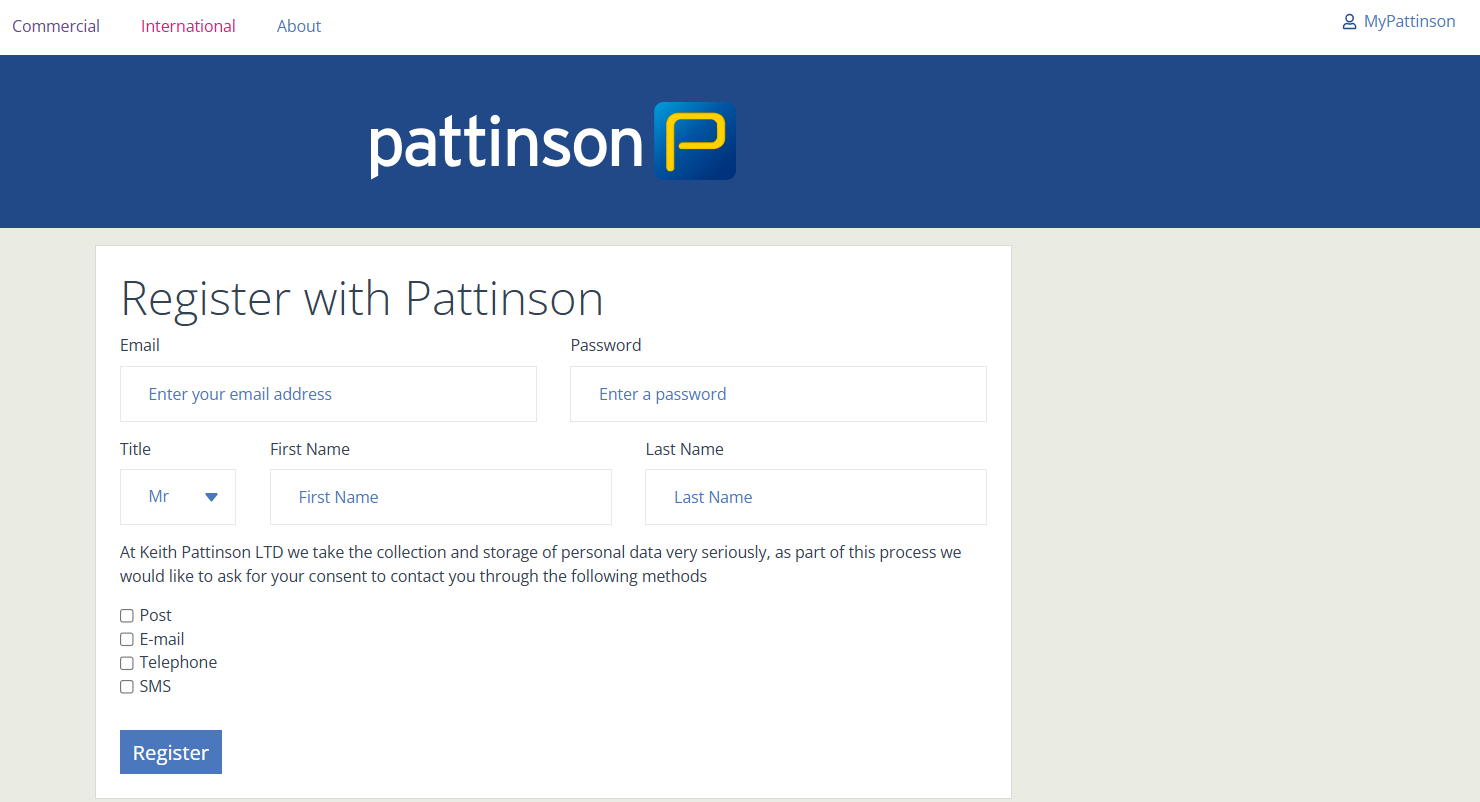 Commercial International About MyPattinson
pattinson P
Register with Pattinson
Email Password
Enter your email address Enter a password
Title First Name Last Name
Mr First Name Last Name
At Keith Pattinson LTD we take the collection and storage of personal data very seriously, as part of this process we
would like to ask for your consent to contact you through the following methods
Post
E-mail
Telephone
SMS
Register